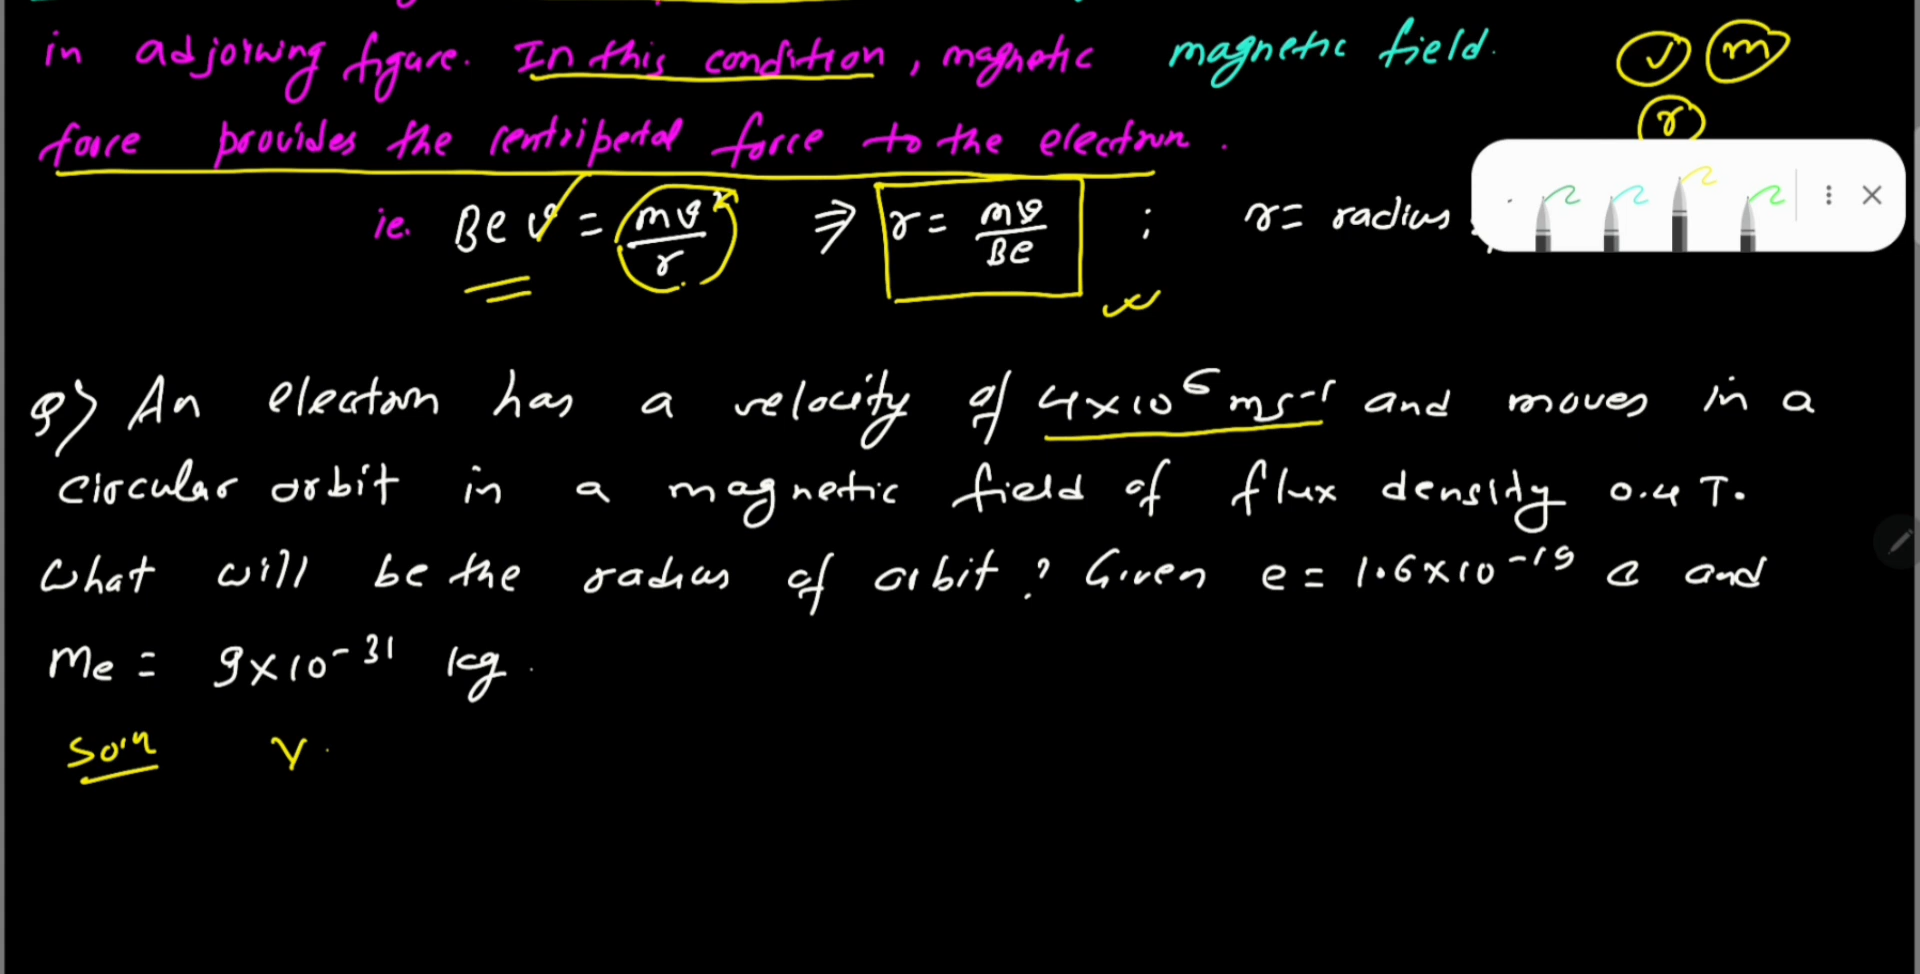 in adjoining figure. In this condition, magnetic magnetic field.
v m
r
force provides the centripetal force to the electron.
ie. Bev = mv²/r ⇒ r = mv/Be ; r = radius
Q) An electron has a velocity of 4×10⁶ ms⁻¹ and moves in a
circular orbit in a magnetic field of flux density 0.4 T.
What will be the radius of orbit? Given e = 1.6×10⁻¹⁹ C and
Me = 9×10⁻³¹ kg.
Soln